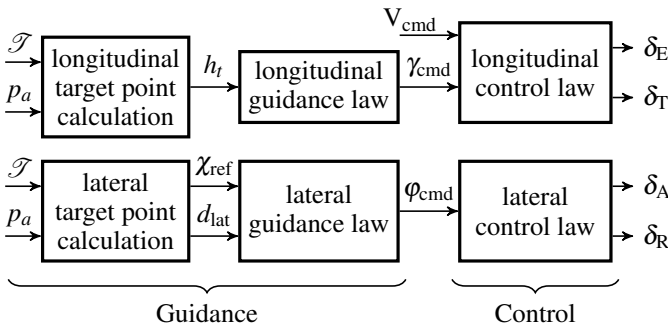 𝒯
p_a
longitudinal
target point
calculation
h_t
longitudinal
guidance law
V_cmd
γ_cmd
longitudinal
control law
δ_E
δ_T
𝒯
p_a
lateral
target point
calculation
χ_ref
d_lat
lateral
guidance law
φ_cmd
lateral
control law
δ_A
δ_R
Guidance
Control